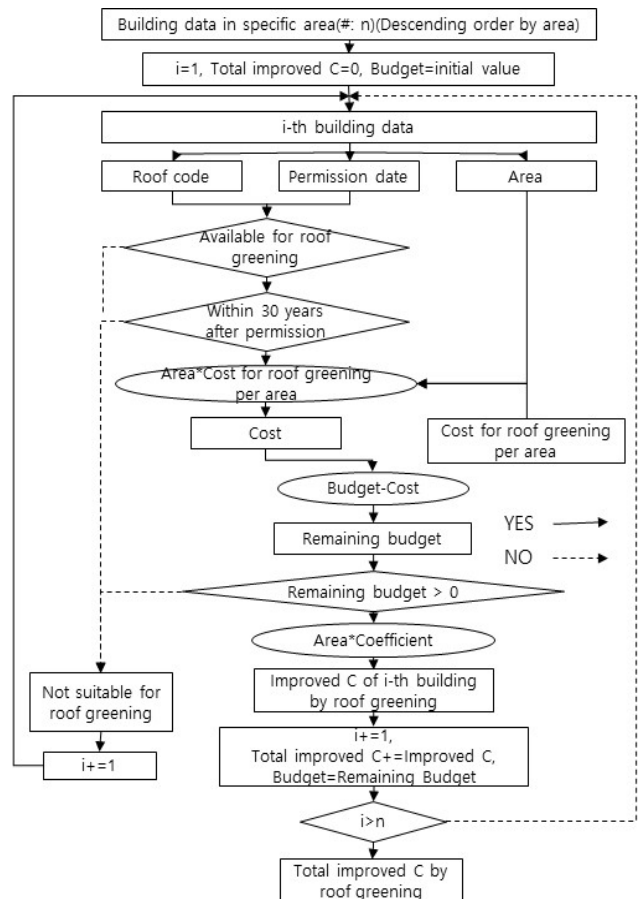 Building data in specific area(#: n)(Descending order by area)
i=1, Total improved C=0, Budget=initial value
i-th building data
Roof code
Permission date
Area
Available for roof
greening
Within 30 years
after permission
Area*Cost for roof greening
per area
Cost
Cost for roof greening
per area
Budget-Cost
YES
Remaining budget
NO
Remaining budget > 0
Area*Coefficient
Not suitable for
roof greening
Improved C of i-th building
by roof greening
i+=1
i+=1,
Total improved C+=Improved C,
Budget=Remaining Budget
i>n
Total improved C by
roof greening